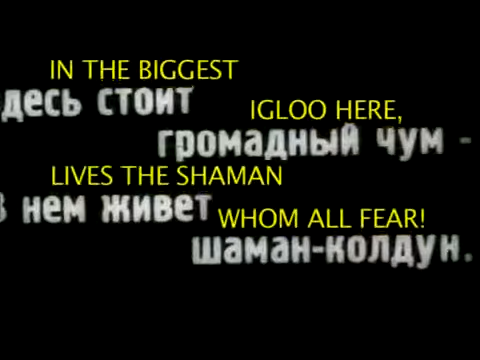 IN THE BIGGEST
десь стоит
IGLOO HERE,
громадный чум -
LIVES THE SHAMAN
в нем живет
WHOM ALL FEAR!
шаман-колдун.